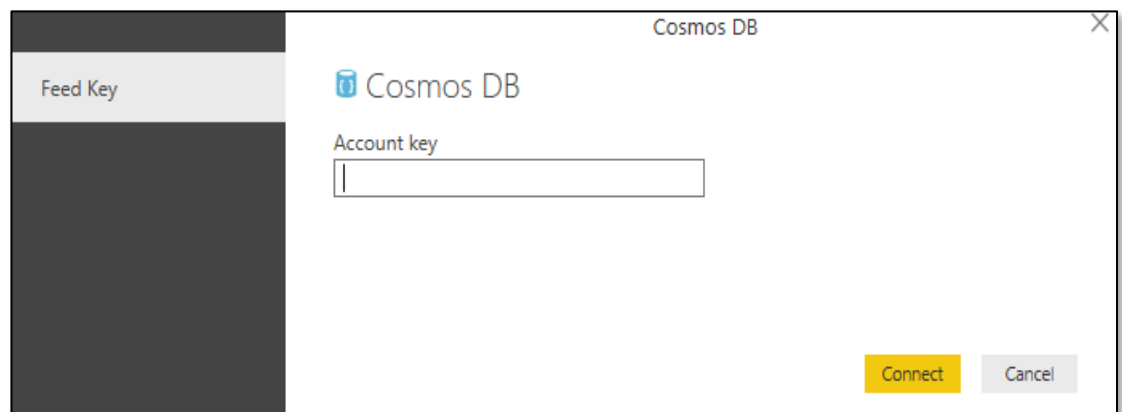 Cosmos DB
Feed Key
Cosmos DB
Account key
Connect
Cancel